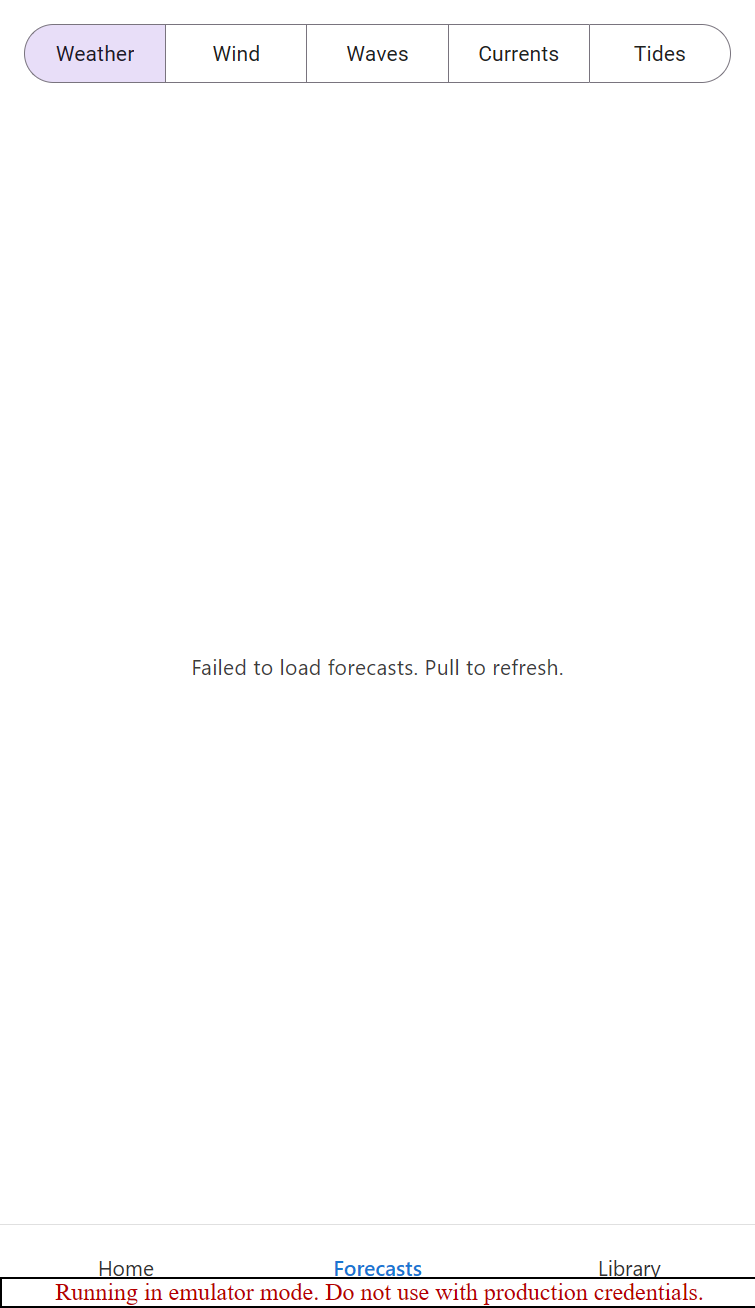 Weather Wind Waves Currents Tides
Failed to load forecasts. Pull to refresh.
Home Forecasts Library
Running in emulator mode. Do not use with production credentials.